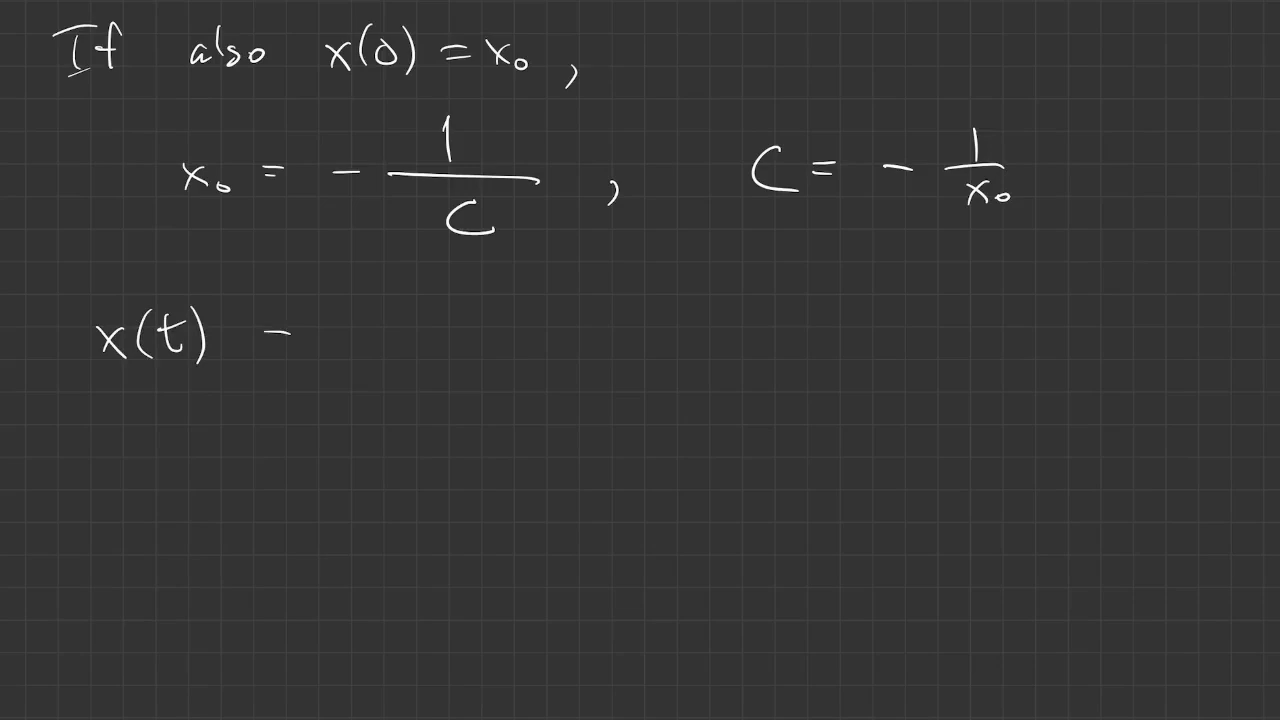 If also x(0) = x₀ ,
x₀ = - 1/C , C = - 1/x₀
x(t) -